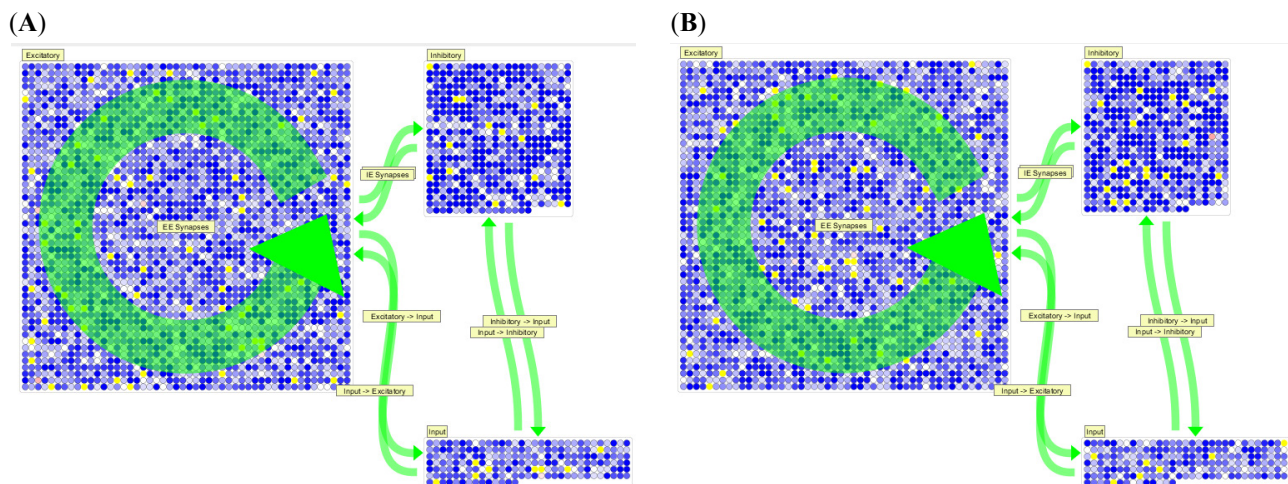 (A)
Excitatory
Inhibitory
IE Synapses
EE Synapses
Excitatory -> Input
Inhibitory -> Input
Input -> Inhibitory
Input -> Excitatory
Input
(B)
Excitatory
Inhibitory
IE Synapses
EE Synapses
Excitatory -> Input
Inhibitory -> Input
Input -> Inhibitory
Input -> Excitatory
Input